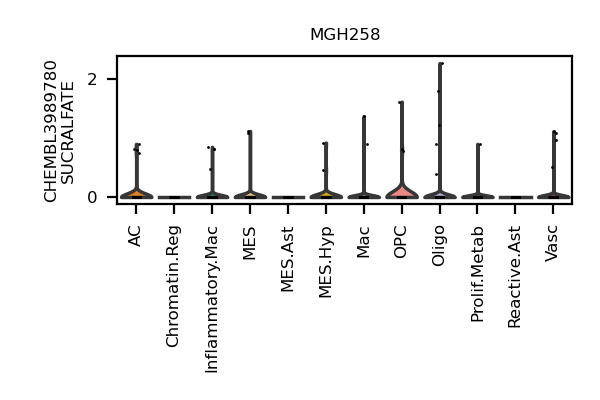 MGH258
CHEMBL3989780
SUCRALFATE
2
0
AC
Chromatin.Reg
Inflammatory.Mac
MES
MES.Ast
MES.Hyp
Mac
OPC
Oligo
Prolif.Metab
Reactive.Ast
Vasc